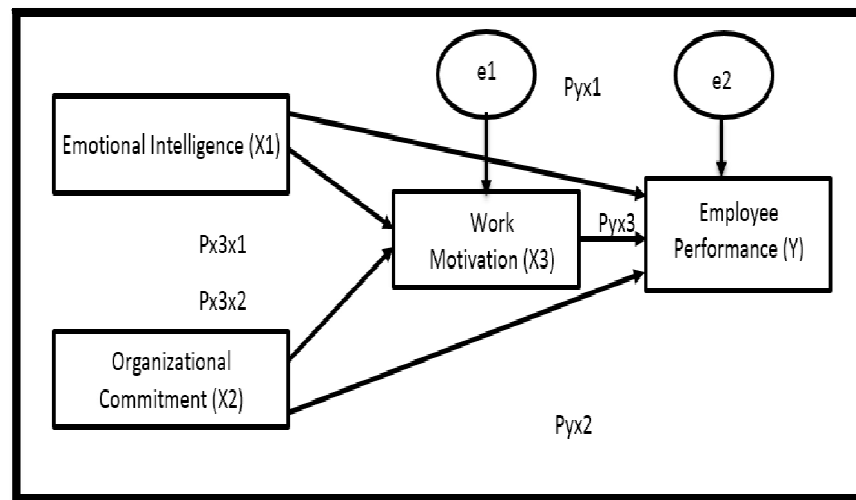 e1
Pyx1
e2
Emotional Intelligence (X1)
Work
Motivation (X3)
Pyx3
Employee
Performance (Y)
Px3x1
Px3x2
Organizational
Commitment (X2)
Pyx2